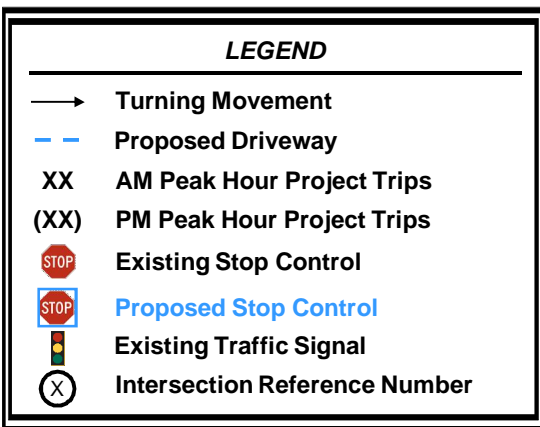 LEGEND
Turning Movement
Proposed Driveway
XX AM Peak Hour Project Trips
(XX) PM Peak Hour Project Trips
STOP Existing Stop Control
STOP Proposed Stop Control
Existing Traffic Signal
X Intersection Reference Number